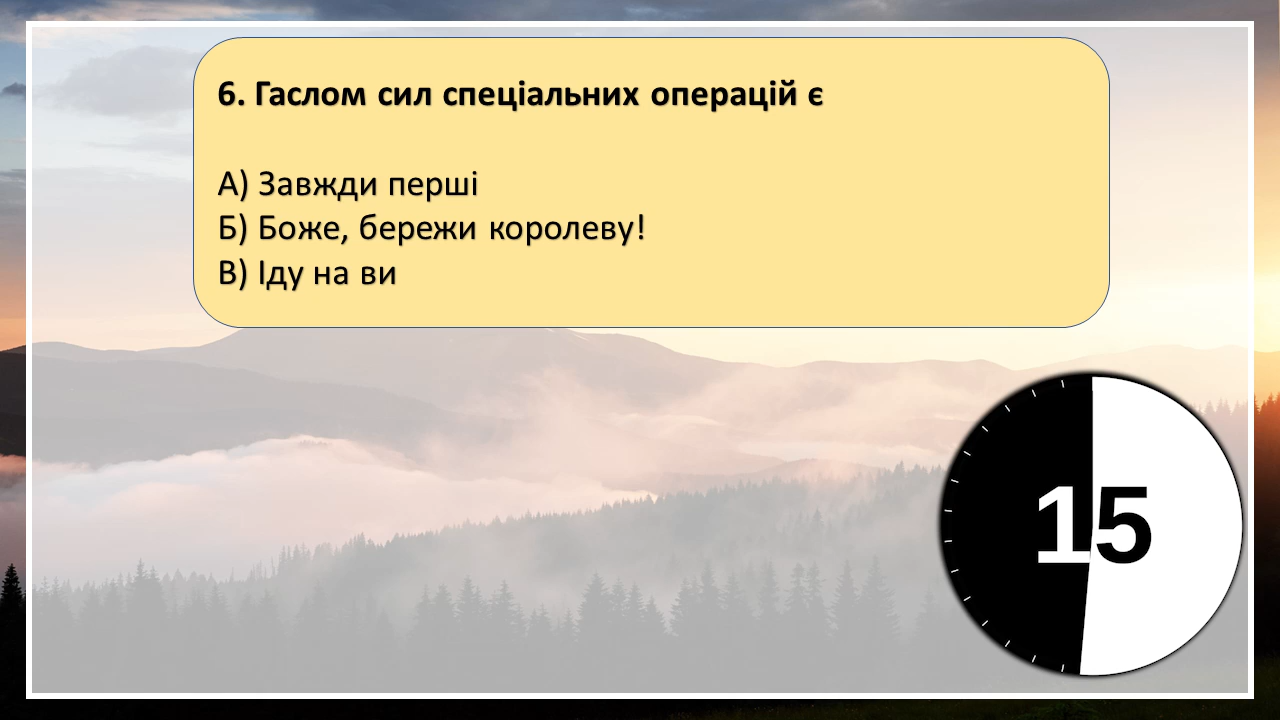 6. Гаслом сил спеціальних операцій є
А) Завжди перші
Б) Боже, бережи королеву!
В) Іду на ви
15